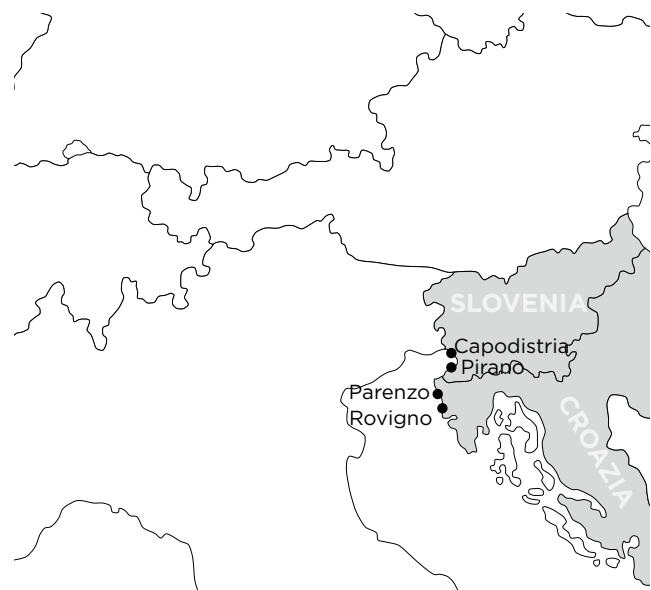 SLOVENIA
Capodistria
Pirano
Parenzo
Rovigno
CROAZIA